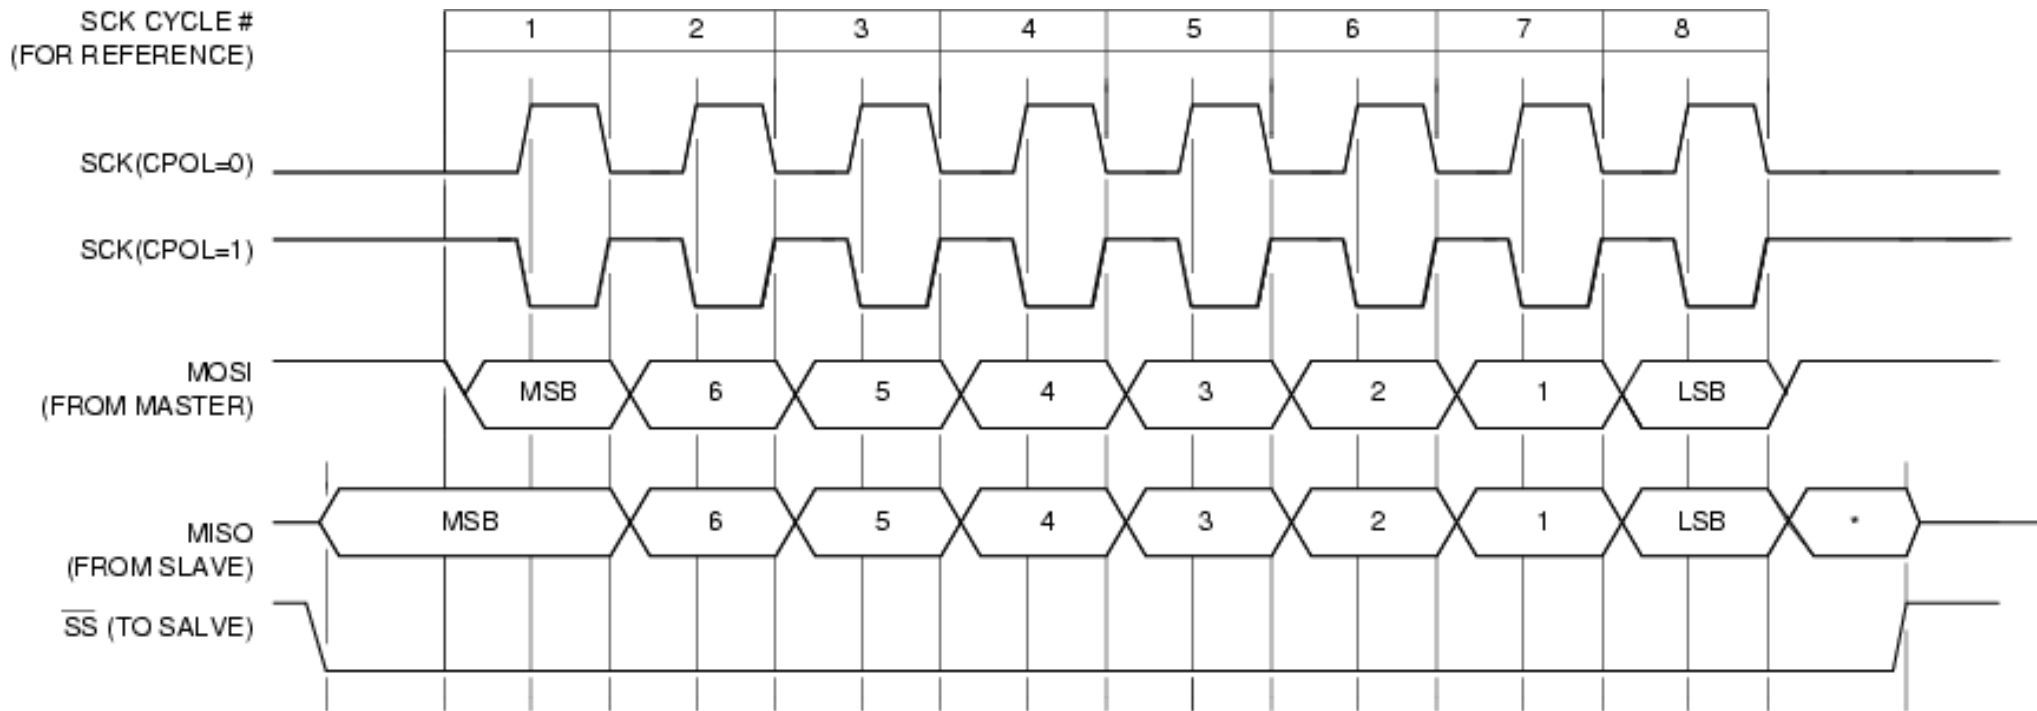 SCK CYCLE # 1 2 3 4 5 6 7 8
(FOR REFERENCE)
SCK(CPOL=0)
SCK(CPOL=1)
MOSI
(FROM MASTER)
MSB 6 5 4 3 2 1 LSB
MISO
(FROM SLAVE)
MSB 6 5 4 3 2 1 LSB *
SS (TO SALVE)